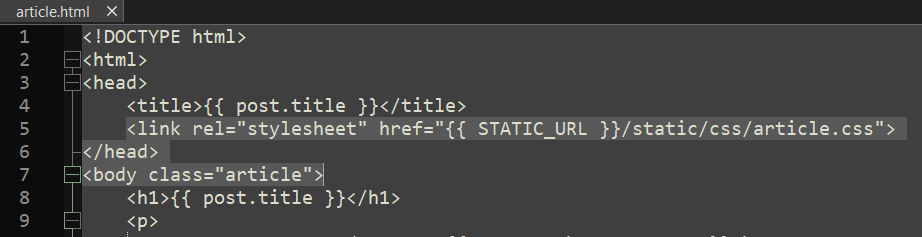 article.html
1 <!DOCTYPE html>
2 <html>
3 <head>
4 <title>{{ post.title }}</title>
5 <link rel="stylesheet" href="{{ STATIC_URL }}/static/css/article.css">
6 </head>
7 <body class="article">
8 <h1>{{ post.title }}</h1>
9 <p>